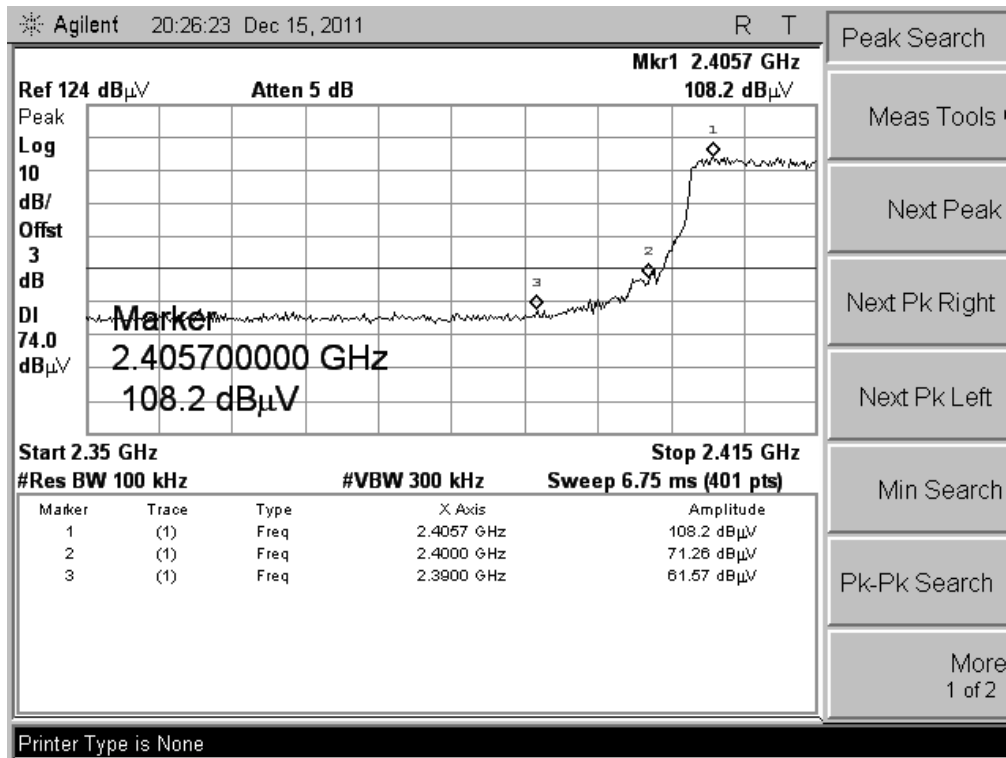 Agilent 20:26:23 Dec 15, 2011 R T
Peak Search
Mkr1 2.4057 GHz
Ref 124 dBµV Atten 5 dB 108.2 dBµV
Peak
Log
10
dB/
Offst
3
dB
DI
74.0
dBµV
1
2
3
Marker
2.405700000 GHz
108.2 dBµV
Start 2.35 GHz Stop 2.415 GHz
#Res BW 100 kHz #VBW 300 kHz Sweep 6.75 ms (401 pts)
Marker Trace Type X Axis Amplitude
1 (1) Freq 2.4057 GHz 108.2 dBµV
2 (1) Freq 2.4000 GHz 71.26 dBµV
3 (1) Freq 2.3900 GHz 61.57 dBµV
Meas Tools
Next Peak
Next Pk Right
Next Pk Left
Min Search
Pk-Pk Search
More
1 of 2
Printer Type is None